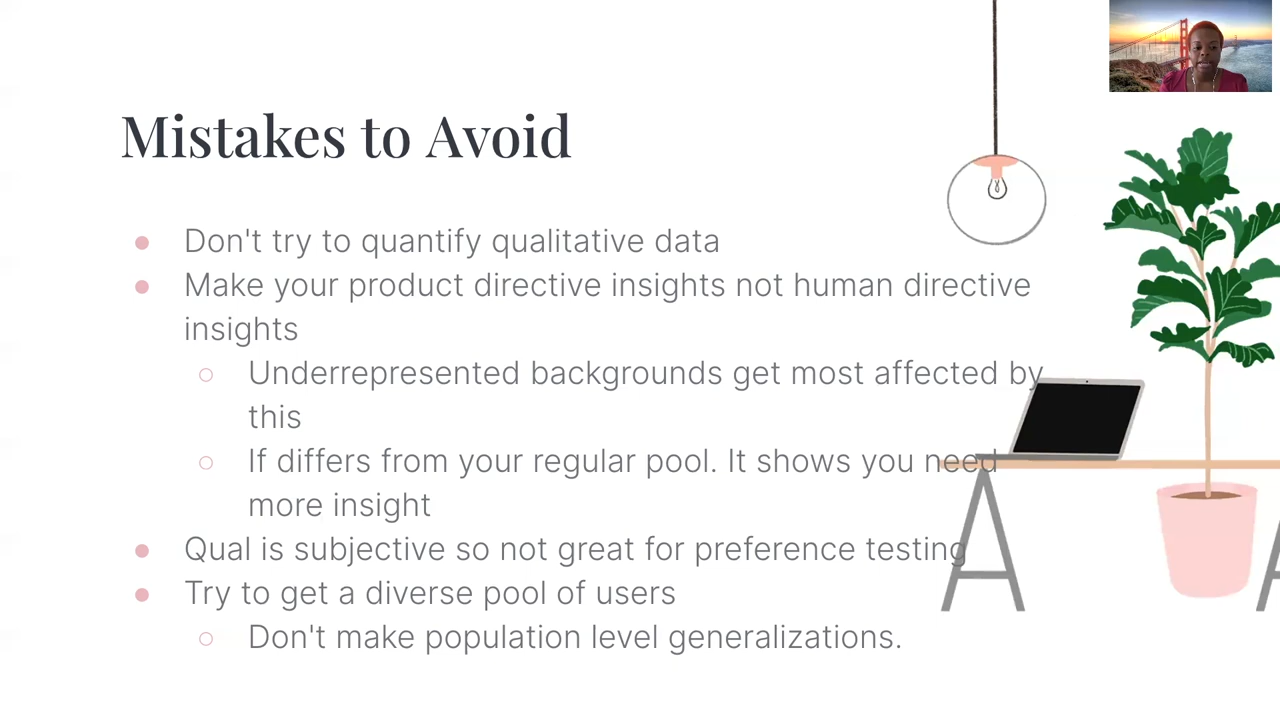 Mistakes to Avoid
Don't try to quantify qualitative data
Make your product directive insights not human directive
insights
Underrepresented backgrounds get most affected by
this
If differs from your regular pool. It shows you need
more insight
Qual is subjective so not great for preference testing
Try to get a diverse pool of users
Don't make population level generalizations.